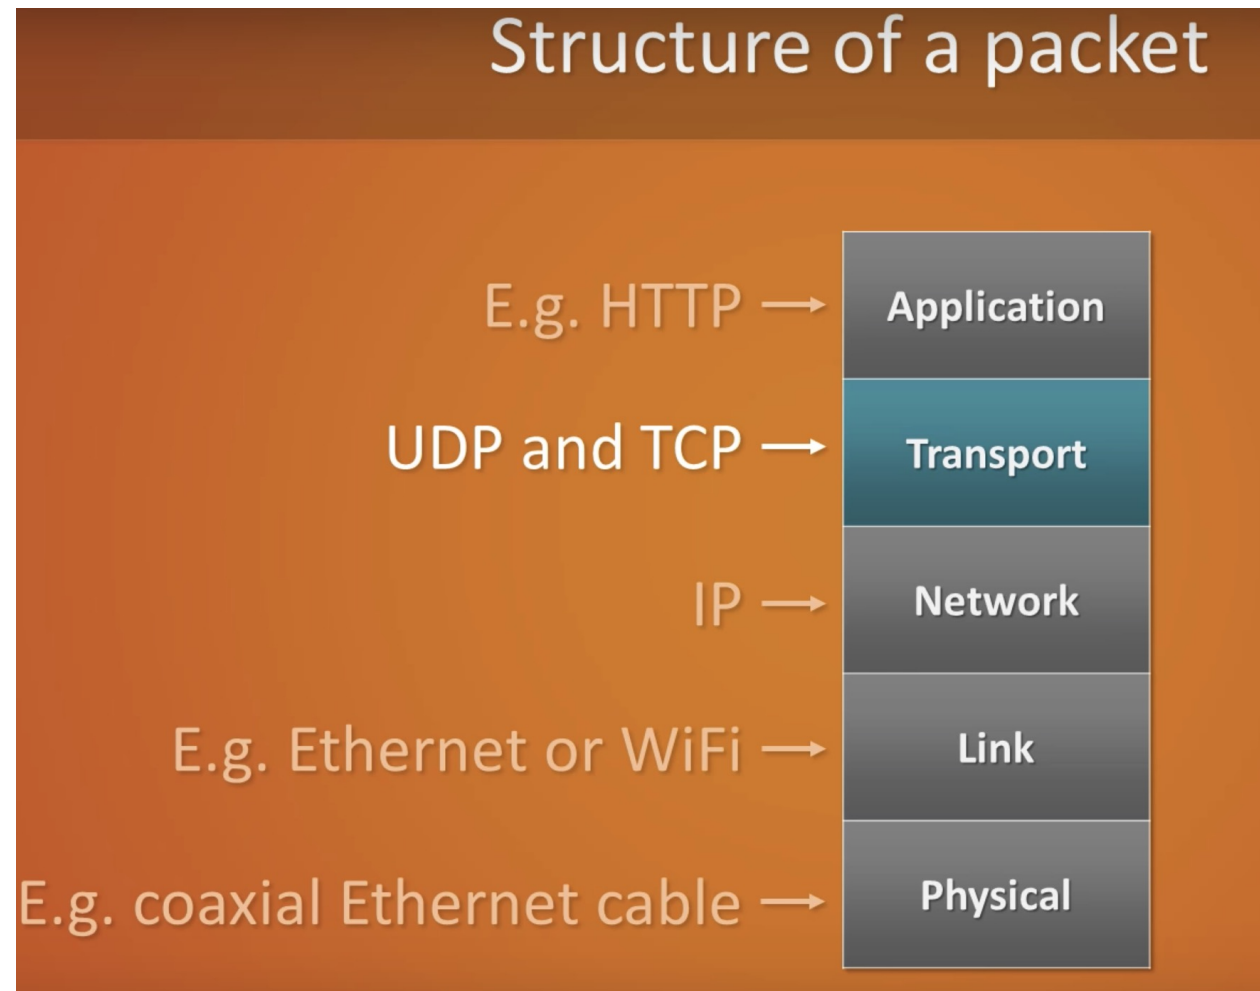 Structure of a packet
E.g. HTTP → Application
UDP and TCP → Transport
IP → Network
E.g. Ethernet or WiFi → Link
E.g. coaxial Ethernet cable → Physical